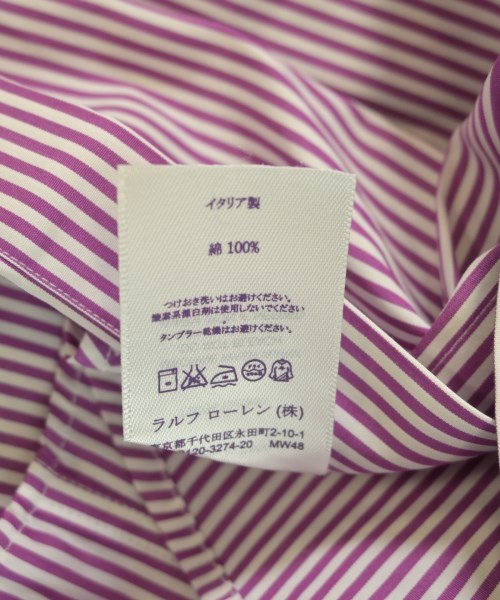 イタリア製
綿 100%
つけおき洗いはお避けください。
酸素系漂白剤は使用しないでください
タンブラー乾燥はお避けください。
ラルフ ローレン (株)
京都千代田区永田町2-10-1
120-3274-20 MW48